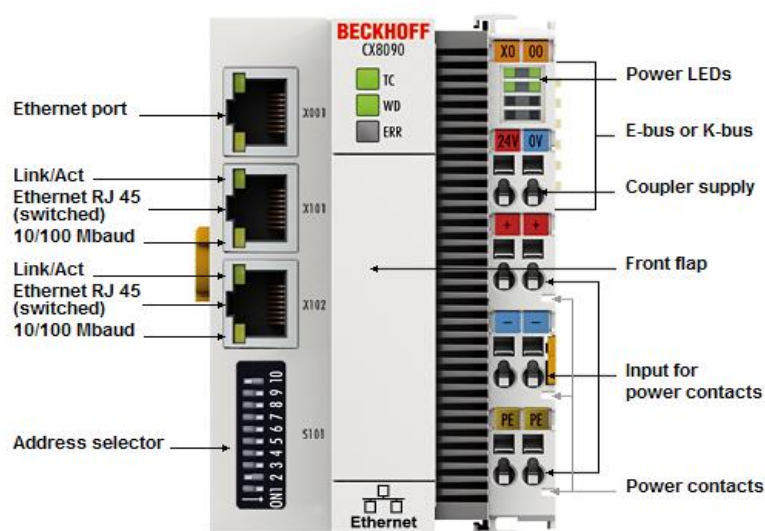 BECKHOFF
CX8090
TC
WD
ERR
X001
X101
X102
S101
ON 1 2 3 4 5 6 7 8 9 10
Ethernet
X0 00
24V 0V
+ +
− −
PE PE
Ethernet port
Link/Act
Ethernet RJ 45
(switched)
10/100 Mbaud
Link/Act
Ethernet RJ 45
(switched)
10/100 Mbaud
Address selector
Power LEDs
E-bus or K-bus
Coupler supply
Front flap
Input for
power contacts
Power contacts